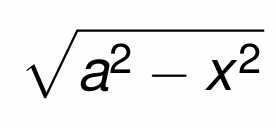 √a² − x²